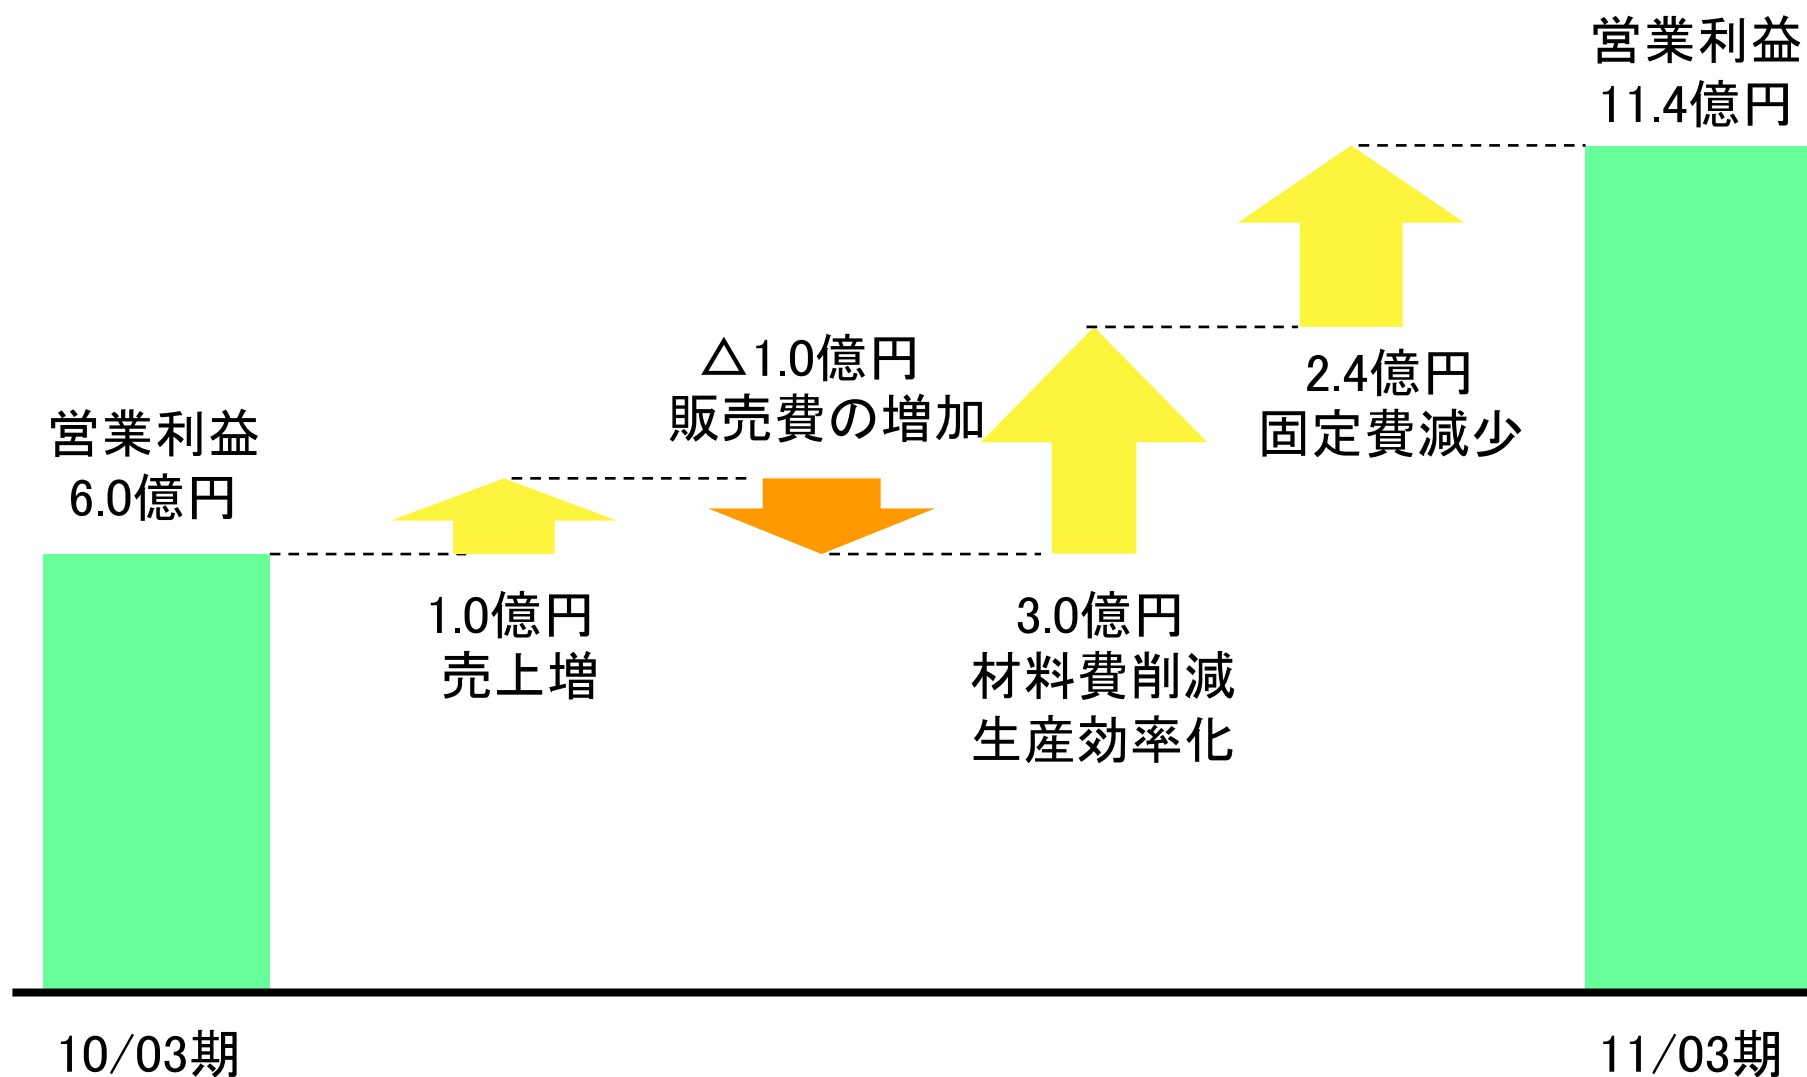 営業利益
6.0億円
1.0億円
売上増
△1.0億円
販売費の増加
3.0億円
材料費削減
生産効率化
2.4億円
固定費減少
営業利益
11.4億円
10/03期
11/03期